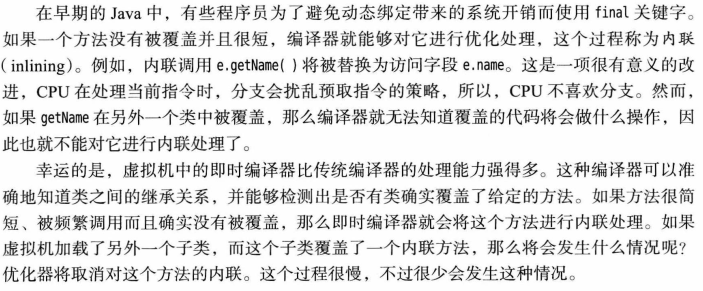 在早期的 Java 中，有些程序员为了避免动态绑定带来的系统开销而使用 final 关键字。
如果一个方法没有被覆盖并且很短，编译器就能够对它进行优化处理，这个过程称为内联
(inlining)。例如，内联调用 e.getName( ) 将被替换为访问字段 e.name。这是一项很有意义的改
进，CPU 在处理当前指令时，分支会扰乱预取指令的策略，所以，CPU 不喜欢分支。然而，
如果 getName 在另外一个类中被覆盖，那么编译器就无法知道覆盖的代码将会做什么操作，因
此也就不能对它进行内联处理了。
幸运的是，虚拟机中的即时编译器比传统编译器的处理能力强得多。这种编译器可以准
确地知道类之间的继承关系，并能够检测出是否有类确实覆盖了给定的方法。如果方法很简
短、被频繁调用而且确实没有被覆盖，那么即时编译器就会将这个方法进行内联处理。如果
虚拟机加载了另外一个子类，而这个子类覆盖了一个内联方法，那么将会发生什么情况呢？
优化器将取消对这个方法的内联。这个过程很慢，不过很少会发生这种情况。